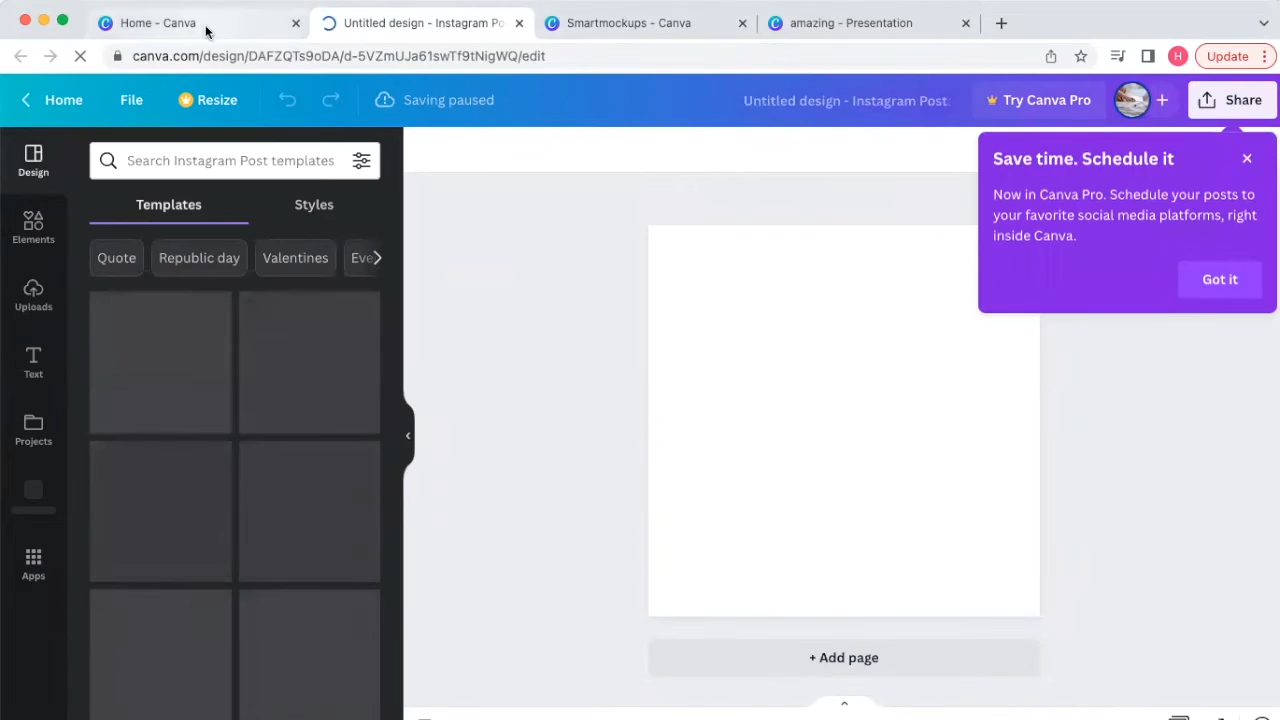 Home - Canva
Untitled design - Instagram Po
Smartmockups - Canva
amazing - Presentation
canva.com/design/DAFZQTs9oDA/d-5VZmUJa61swTf9tNigWQ/edit
H
Update
Home
File
Resize
Saving paused
Untitled design - Instagram Post
Try Canva Pro
Share
Design
Search Instagram Post templates
Save time. Schedule it
Now in Canva Pro. Schedule your posts to
your favorite social media platforms, right
inside Canva.
Got it
Templates
Styles
Elements
Quote
Republic day
Valentines
Eve
Uploads
Text
Projects
Apps
+ Add page